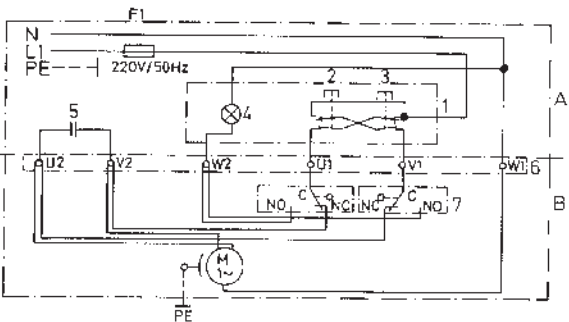 F1
N
L1
PE
220V/50Hz
2 3
1
4
A
5
U2 V2 W2 U1 V1 W1 6
C C
NO NC NC NO 7
B
M
1~
PE